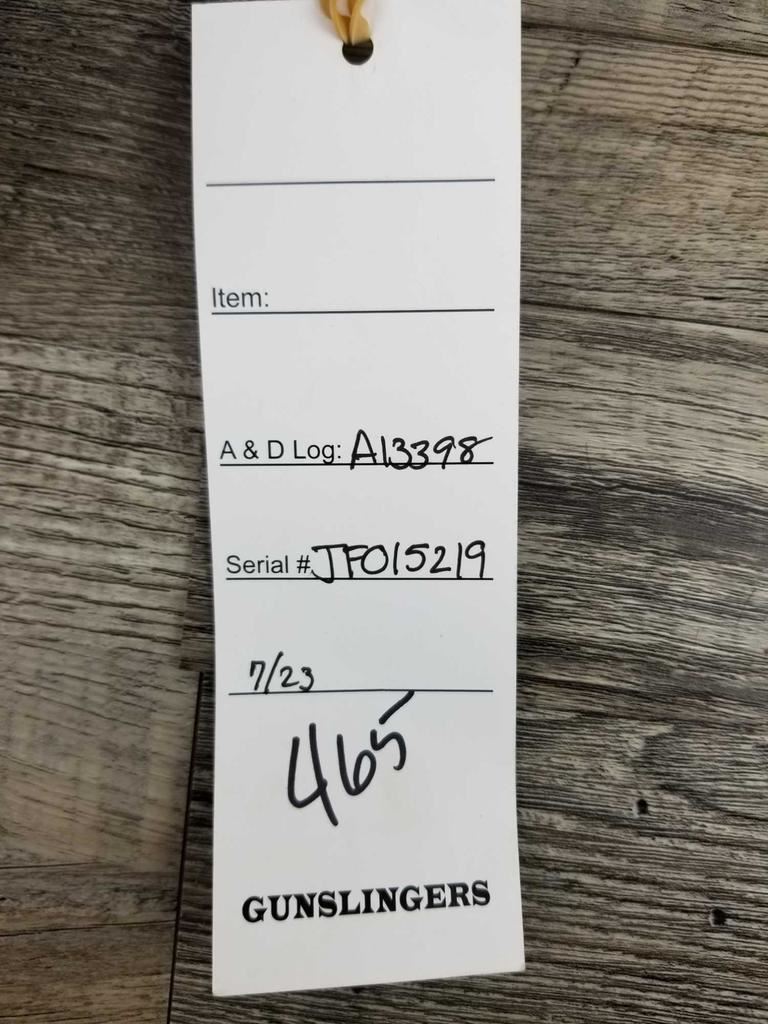 Item:
A & D Log: A13398
Serial # JF015219
7/23
465
GUNSLINGERS